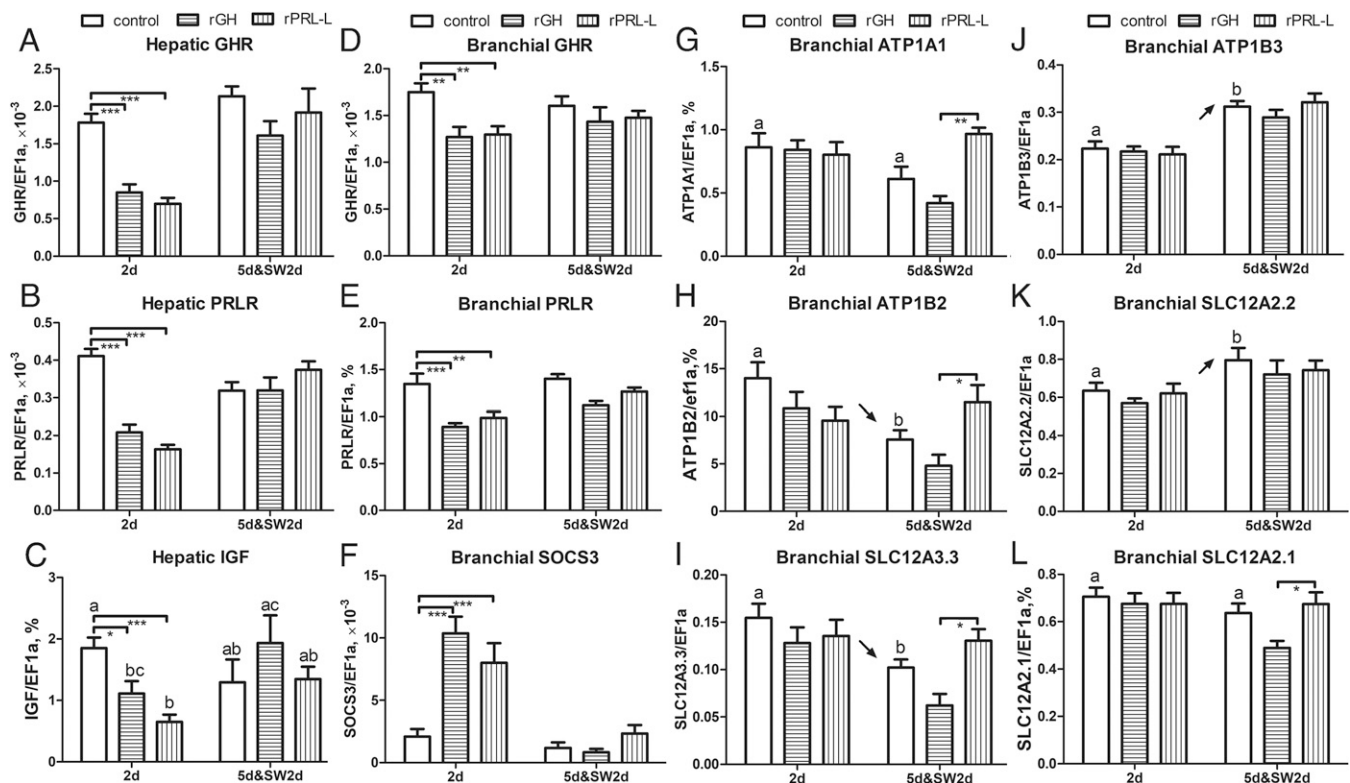 control rGH rPRL-L
control rGH rPRL-L
control rGH rPRL-L
control rGH rPRL-L
A Hepatic GHR
GHR/EF1a, ×10-3
2.5
2.0
1.5
1.0
0.5
0.0
***
***
2d 5d&SW2d
D Branchial GHR
GHR/EF1a, ×10-3
2.0
1.5
1.0
0.5
0.0
**
**
2d 5d&SW2d
G Branchial ATP1A1
ATP1A1/EF1a, %
1.5
1.0
0.5
0.0
a
a
**
2d 5d&SW2d
J Branchial ATP1B3
ATP1B3/EF1a
0.4
0.3
0.2
0.1
0.0
a
b
2d 5d&SW2d
B Hepatic PRLR
PRLR/EF1a, ×10-3
0.5
0.4
0.3
0.2
0.1
0.0
***
***
2d 5d&SW2d
E Branchial PRLR
PRLR/EF1a, %
2.0
1.5
1.0
1.5
0.0
**
***
2d 5d&SW2d
H Branchial ATP1B2
ATP1B2/ef1a,%
20
15
10
5
0
a
b
*
2d 5d&SW2d
K Branchial SLC12A2.2
SLC12A2.2/EF1a
1.0
0.8
0.6
0.4
0.2
0.0
a
b
2d 5d&SW2d
C Hepatic IGF
IGF/EF1a, %
3
2
1
0
a
***
*
bc
b
ab
ac
ab
2d 5d&SW2d
F Branchial SOCS3
SOCS3/EF1a, ×10-3
15
10
5
0
***
***
2d 5d&SW2d
I Branchial SLC12A3.3
SLC12A3.3/EF1a
0.20
0.15
0.10
0.05
0.00
a
b
*
2d 5d&SW2d
L Branchial SLC12A2.1
SLC12A2.1/EF1a,%
0.8
0.6
0.4
0.2
0.0
a
a
*
2d 5d&SW2d